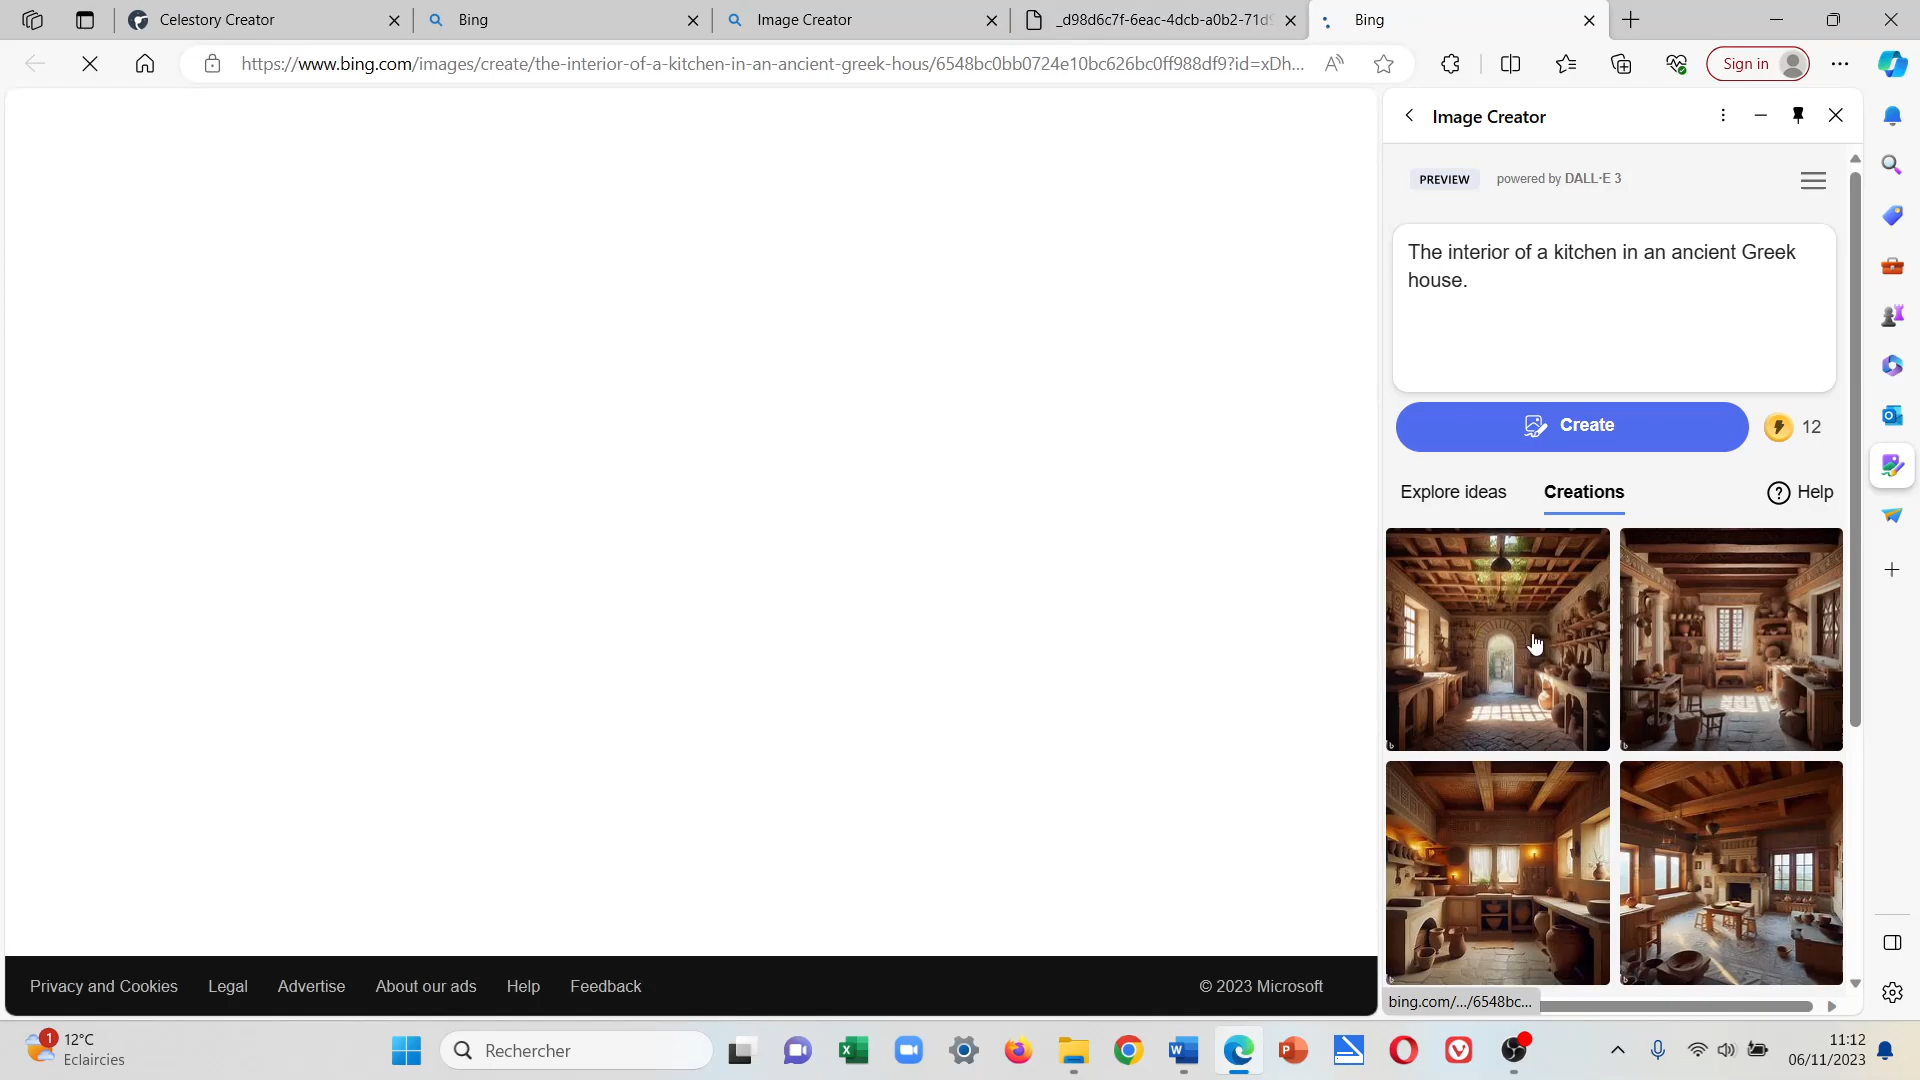 Celestory Creator
Bing
Image Creator
_d98d6c7f-6eac-4dcb-a0b2-71d9
Bing
https://www.bing.com/images/create/the-interior-of-a-kitchen-in-an-ancient-greek-hous/6548bc0bb0724e10bc626bc0ff988df9?id=xDh...
Sign in
Image Creator
PREVIEW powered by DALL·E 3
The interior of a kitchen in an ancient Greek
house.
Create
12
Explore ideas
Creations
Help
bing.com/.../6548bc...
Privacy and Cookies
Legal
Advertise
About our ads
Help
Feedback
© 2023 Microsoft
1
12°C
Eclaircies
Rechercher
11:12
06/11/2023